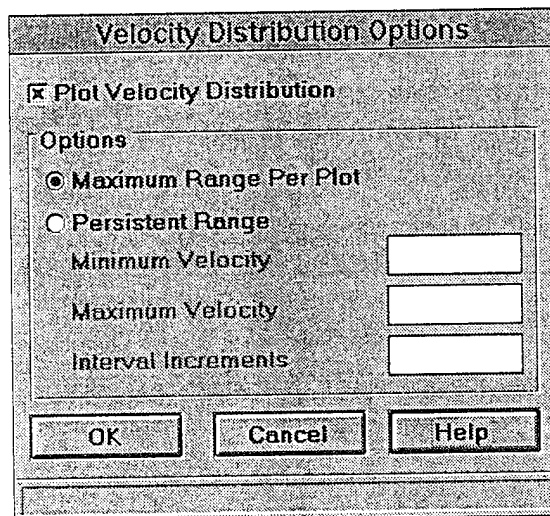 Velocity Distribution Options
Plot Velocity Distribution
Options
Maximum Range Per Plot
Persistent Range
Minimum Velocity
Maximum Velocity
Interval Increments
OK Cancel Help